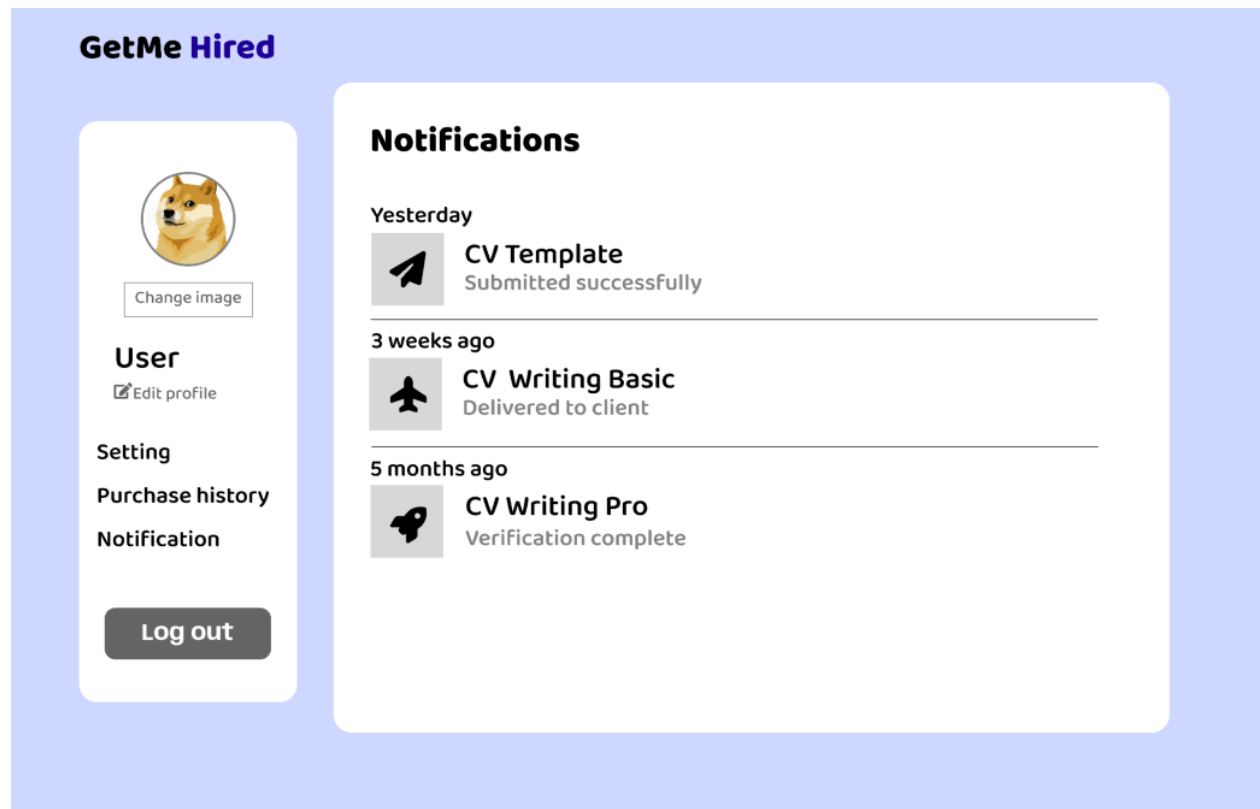 GetMe Hired
Change image
User
Edit profile
Setting
Purchase history
Notification
Log out
Notifications
Yesterday
CV Template
Submitted successfully
3 weeks ago
CV  Writing Basic
Delivered to client
5 months ago
CV Writing Pro
Verification complete